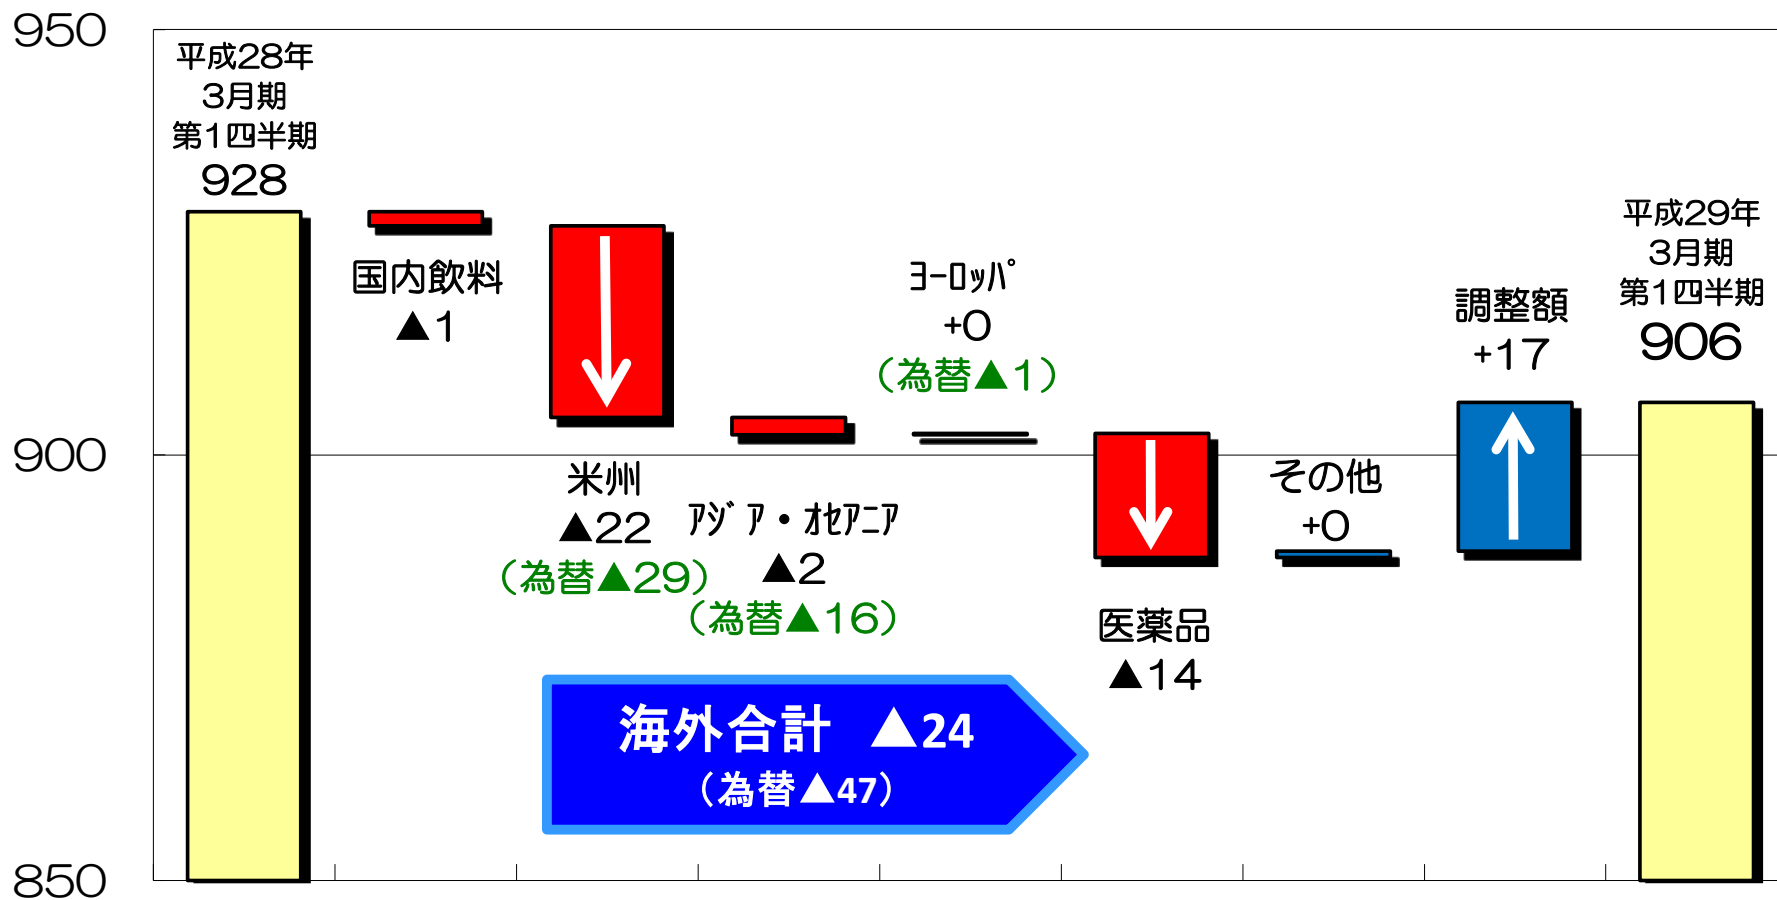 950
900
850
平成28年
3月期
第1四半期
928
国内飲料
▲1
米州
▲22
（為替▲29）
ｱｼﾞｱ・ｵｾｱﾆｱ
▲2
（為替▲16）
ﾖｰﾛｯﾊﾟ
+0
（為替▲1）
医薬品
▲14
その他
+0
調整額
+17
平成29年
3月期
第1四半期
906
海外合計　▲24
（為替▲47）